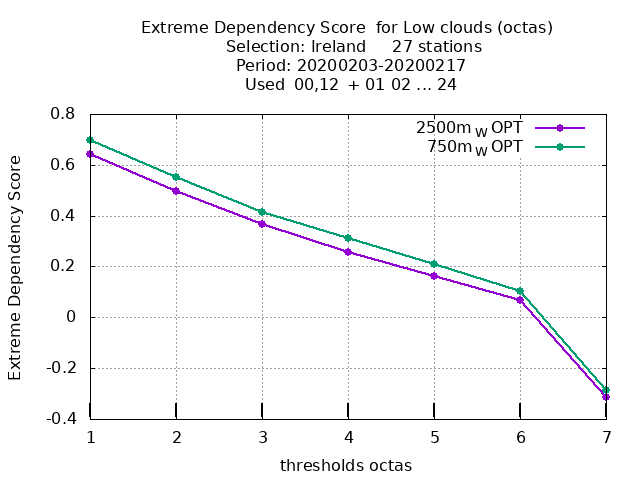 Extreme Dependency Score  for Low clouds (octas)
Selection: Ireland     27 stations
Period: 20200203-20200217
Used  00,12  + 01 02 ... 24
2500m W OPT
750m W OPT
Extreme Dependency Score
0.8
0.6
0.4
0.2
0
-0.2
-0.4
1 2 3 4 5 6 7
thresholds octas